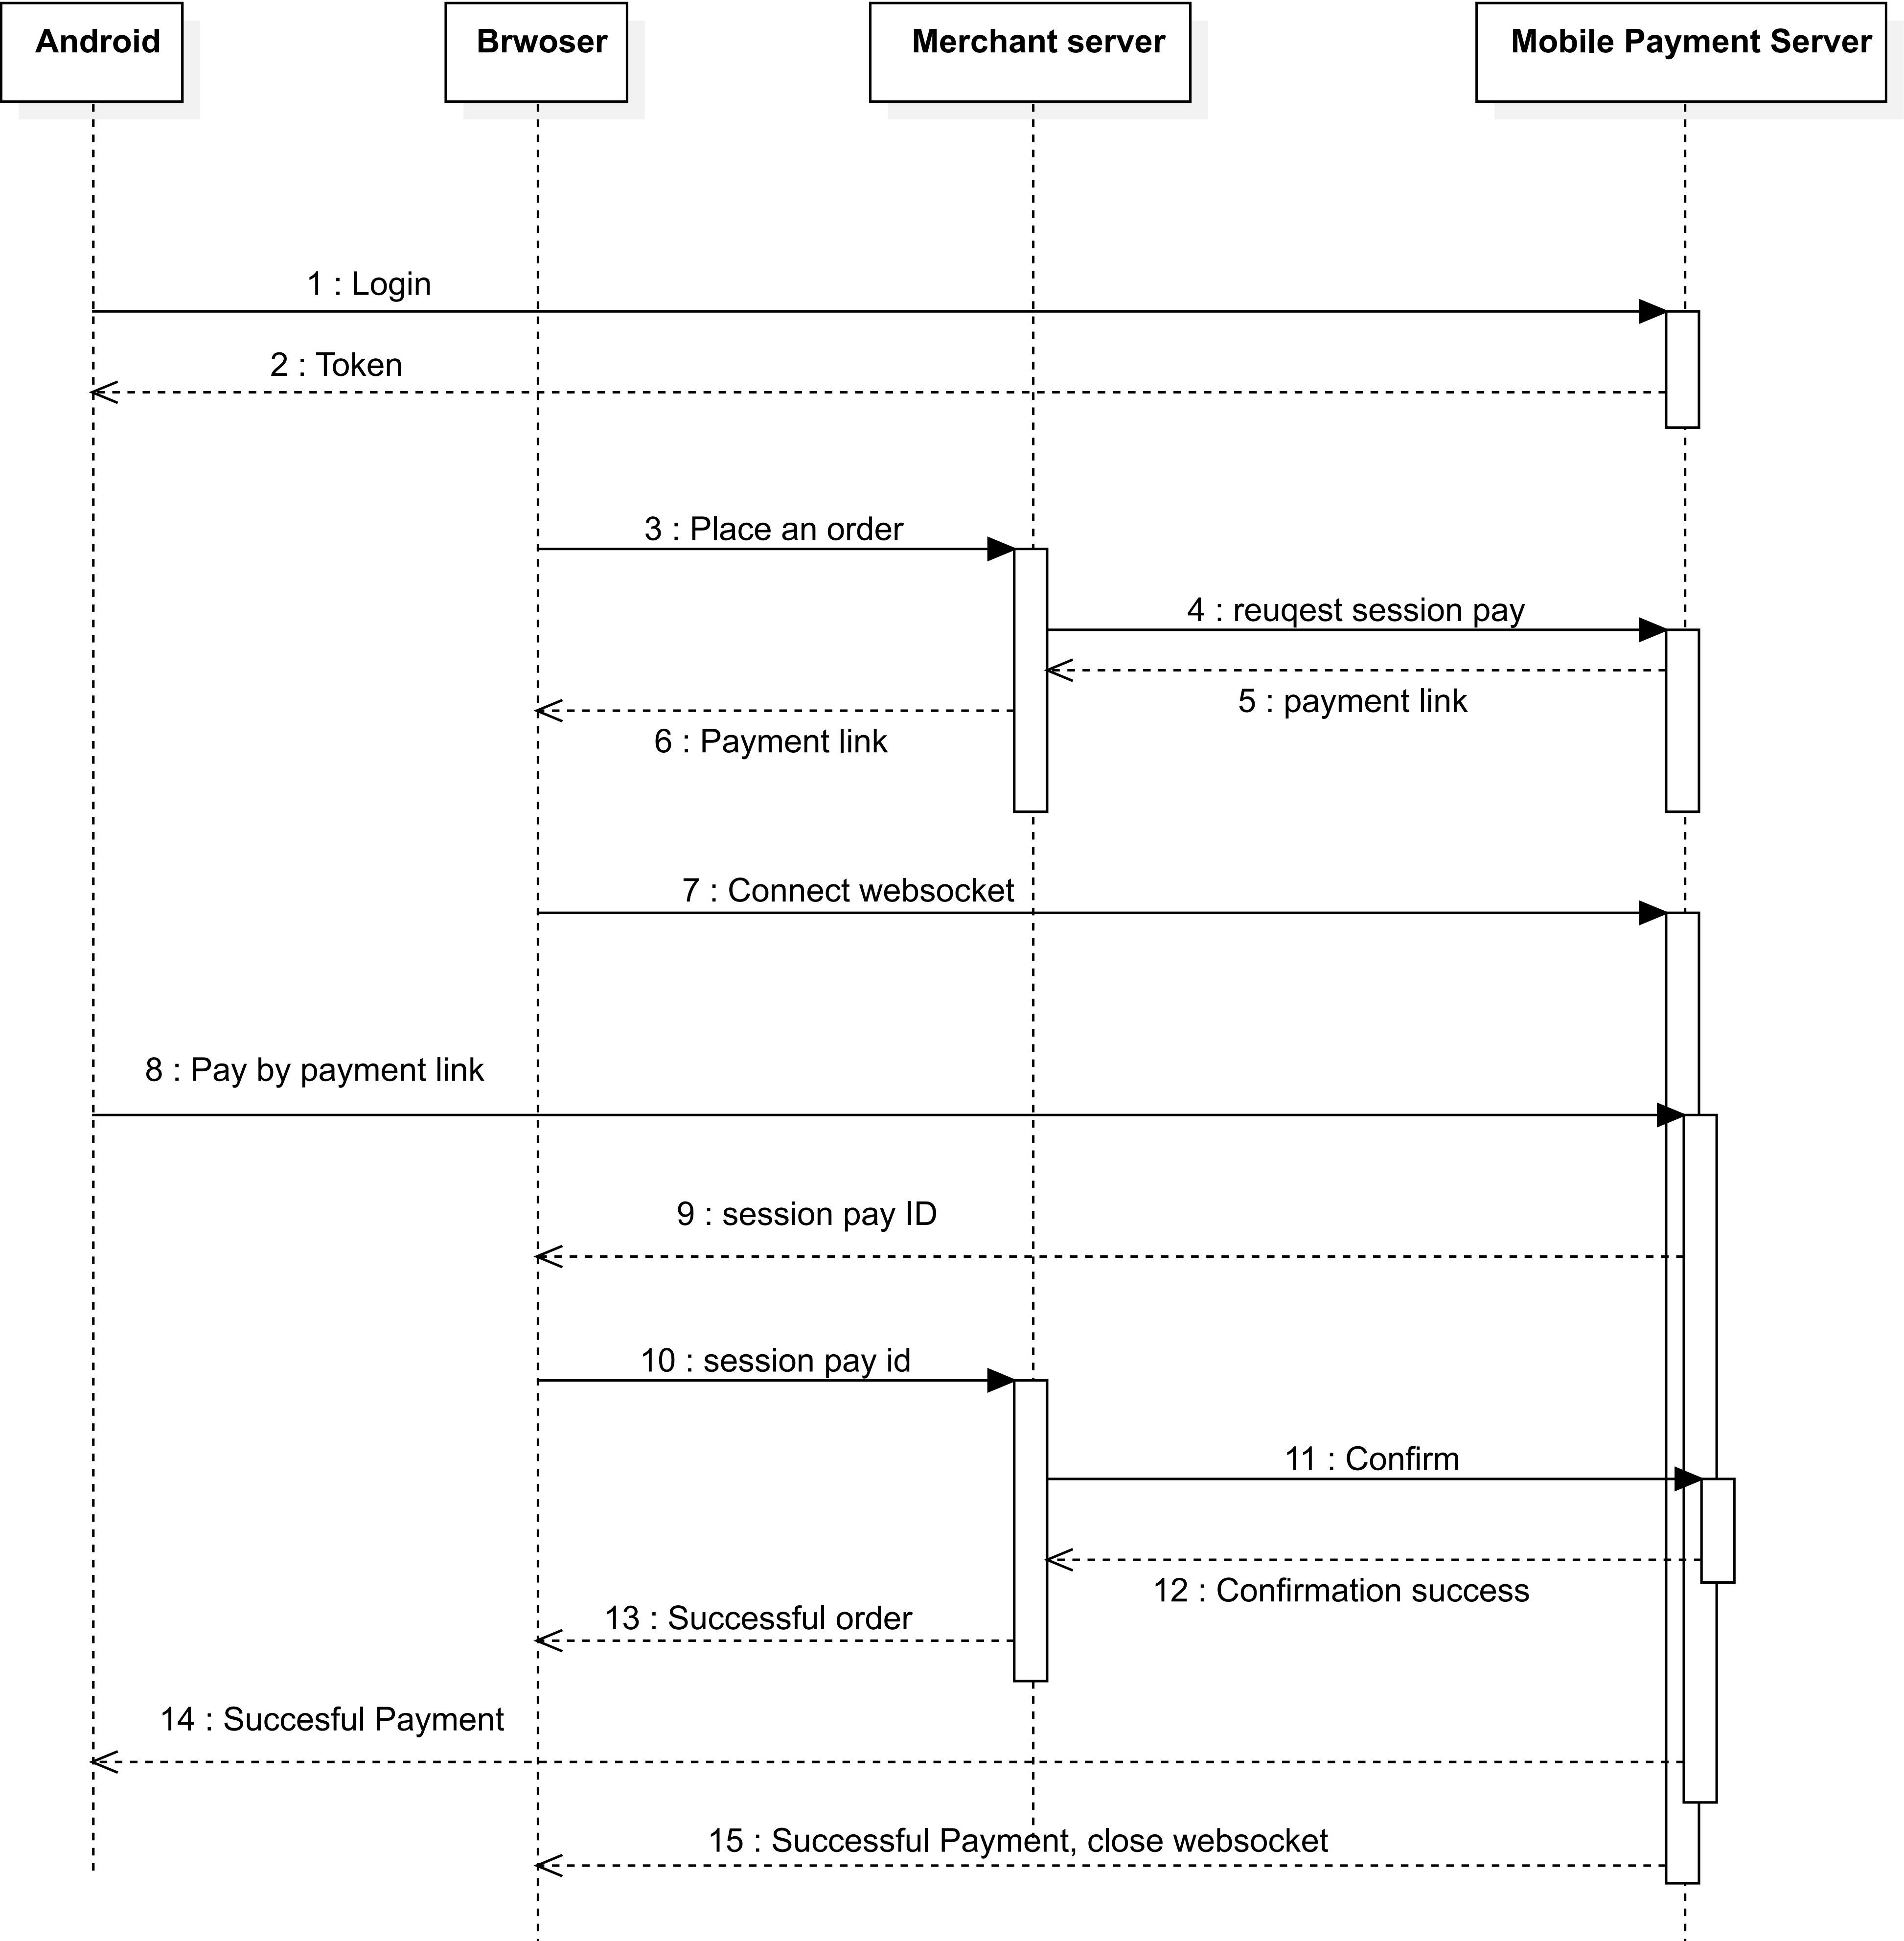 Android
Brwoser
Merchant server
Mobile Payment Server
1 : Login
2 : Token
3 : Place an order
4 : reuqest session pay
5 : payment link
6 : Payment link
7 : Connect websocket
8 : Pay by payment link
9 : session pay ID
10 : session pay id
11 : Confirm
12 : Confirmation success
13 : Successful order
14 : Succesful Payment
15 : Successful Payment, close websocket